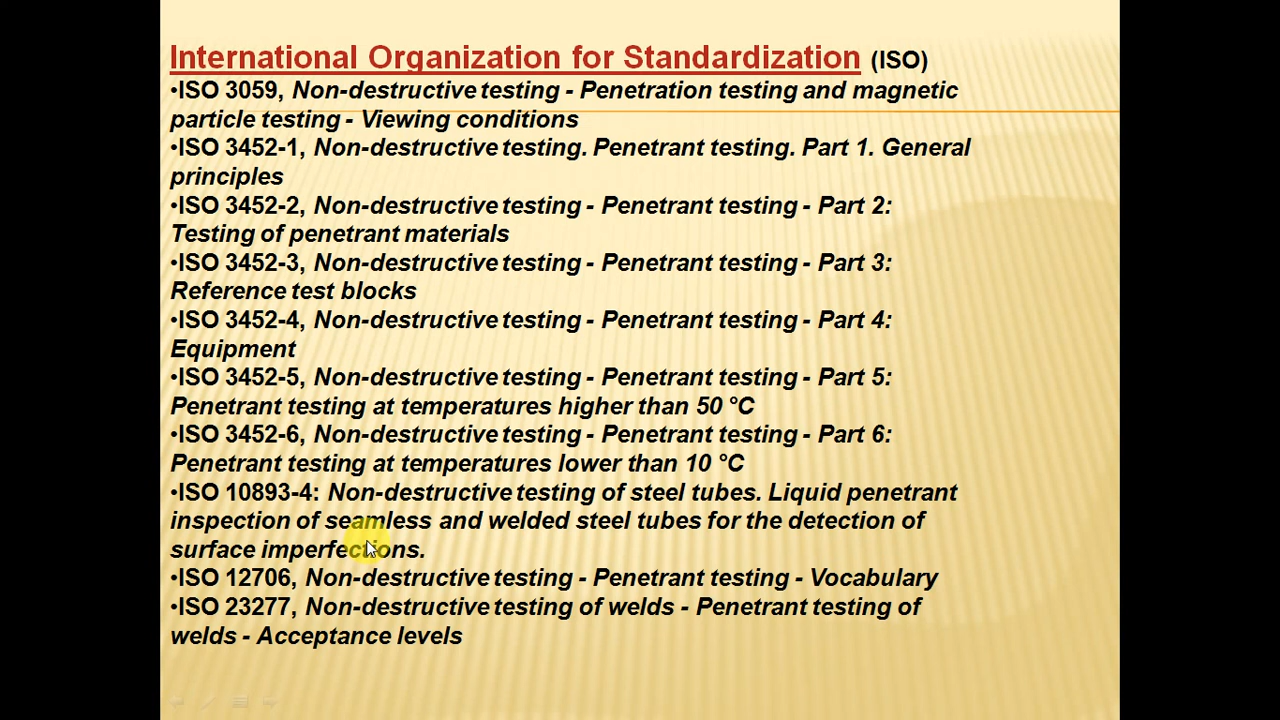 International Organization for Standardization (ISO)
•ISO 3059, Non-destructive testing - Penetration testing and magnetic
particle testing - Viewing conditions
•ISO 3452-1, Non-destructive testing. Penetrant testing. Part 1. General
principles
•ISO 3452-2, Non-destructive testing - Penetrant testing - Part 2:
Testing of penetrant materials
•ISO 3452-3, Non-destructive testing - Penetrant testing - Part 3:
Reference test blocks
•ISO 3452-4, Non-destructive testing - Penetrant testing - Part 4:
Equipment
•ISO 3452-5, Non-destructive testing - Penetrant testing - Part 5:
Penetrant testing at temperatures higher than 50 °C
•ISO 3452-6, Non-destructive testing - Penetrant testing - Part 6:
Penetrant testing at temperatures lower than 10 °C
•ISO 10893-4: Non-destructive testing of steel tubes. Liquid penetrant
inspection of seamless and welded steel tubes for the detection of
surface imperfections.
•ISO 12706, Non-destructive testing - Penetrant testing - Vocabulary
•ISO 23277, Non-destructive testing of welds - Penetrant testing of
welds - Acceptance levels